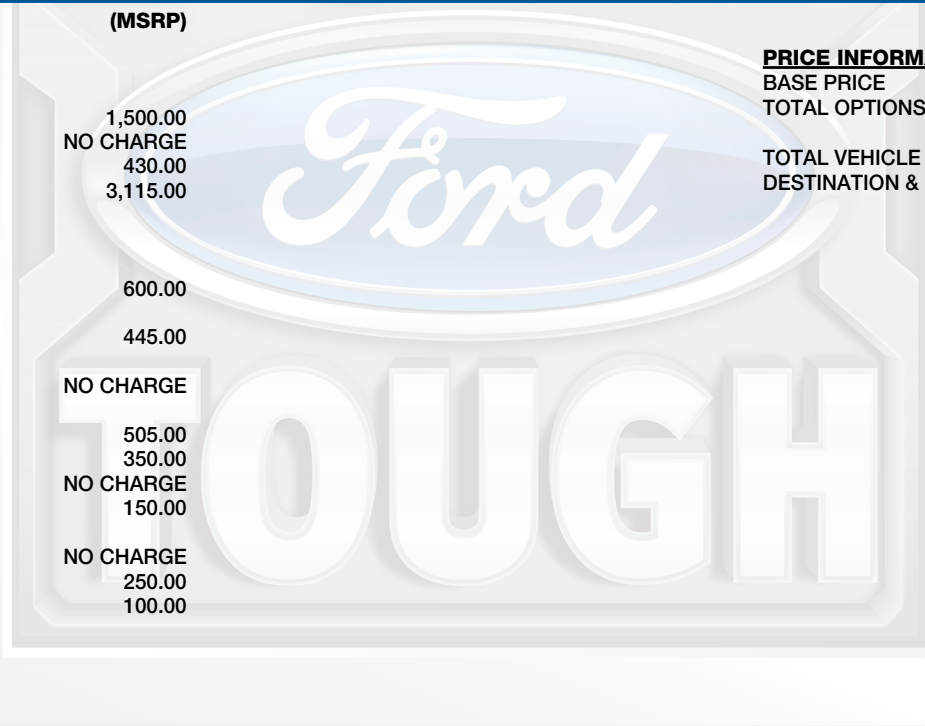 (MSRP)
1,500.00
NO CHARGE
430.00
3,115.00
600.00
445.00
NO CHARGE
505.00
350.00
NO CHARGE
150.00
NO CHARGE
250.00
100.00
PRICE INFORMA
BASE PRICE
TOTAL OPTIONS
TOTAL VEHICLE
DESTINATION &
Ford
TOUGH